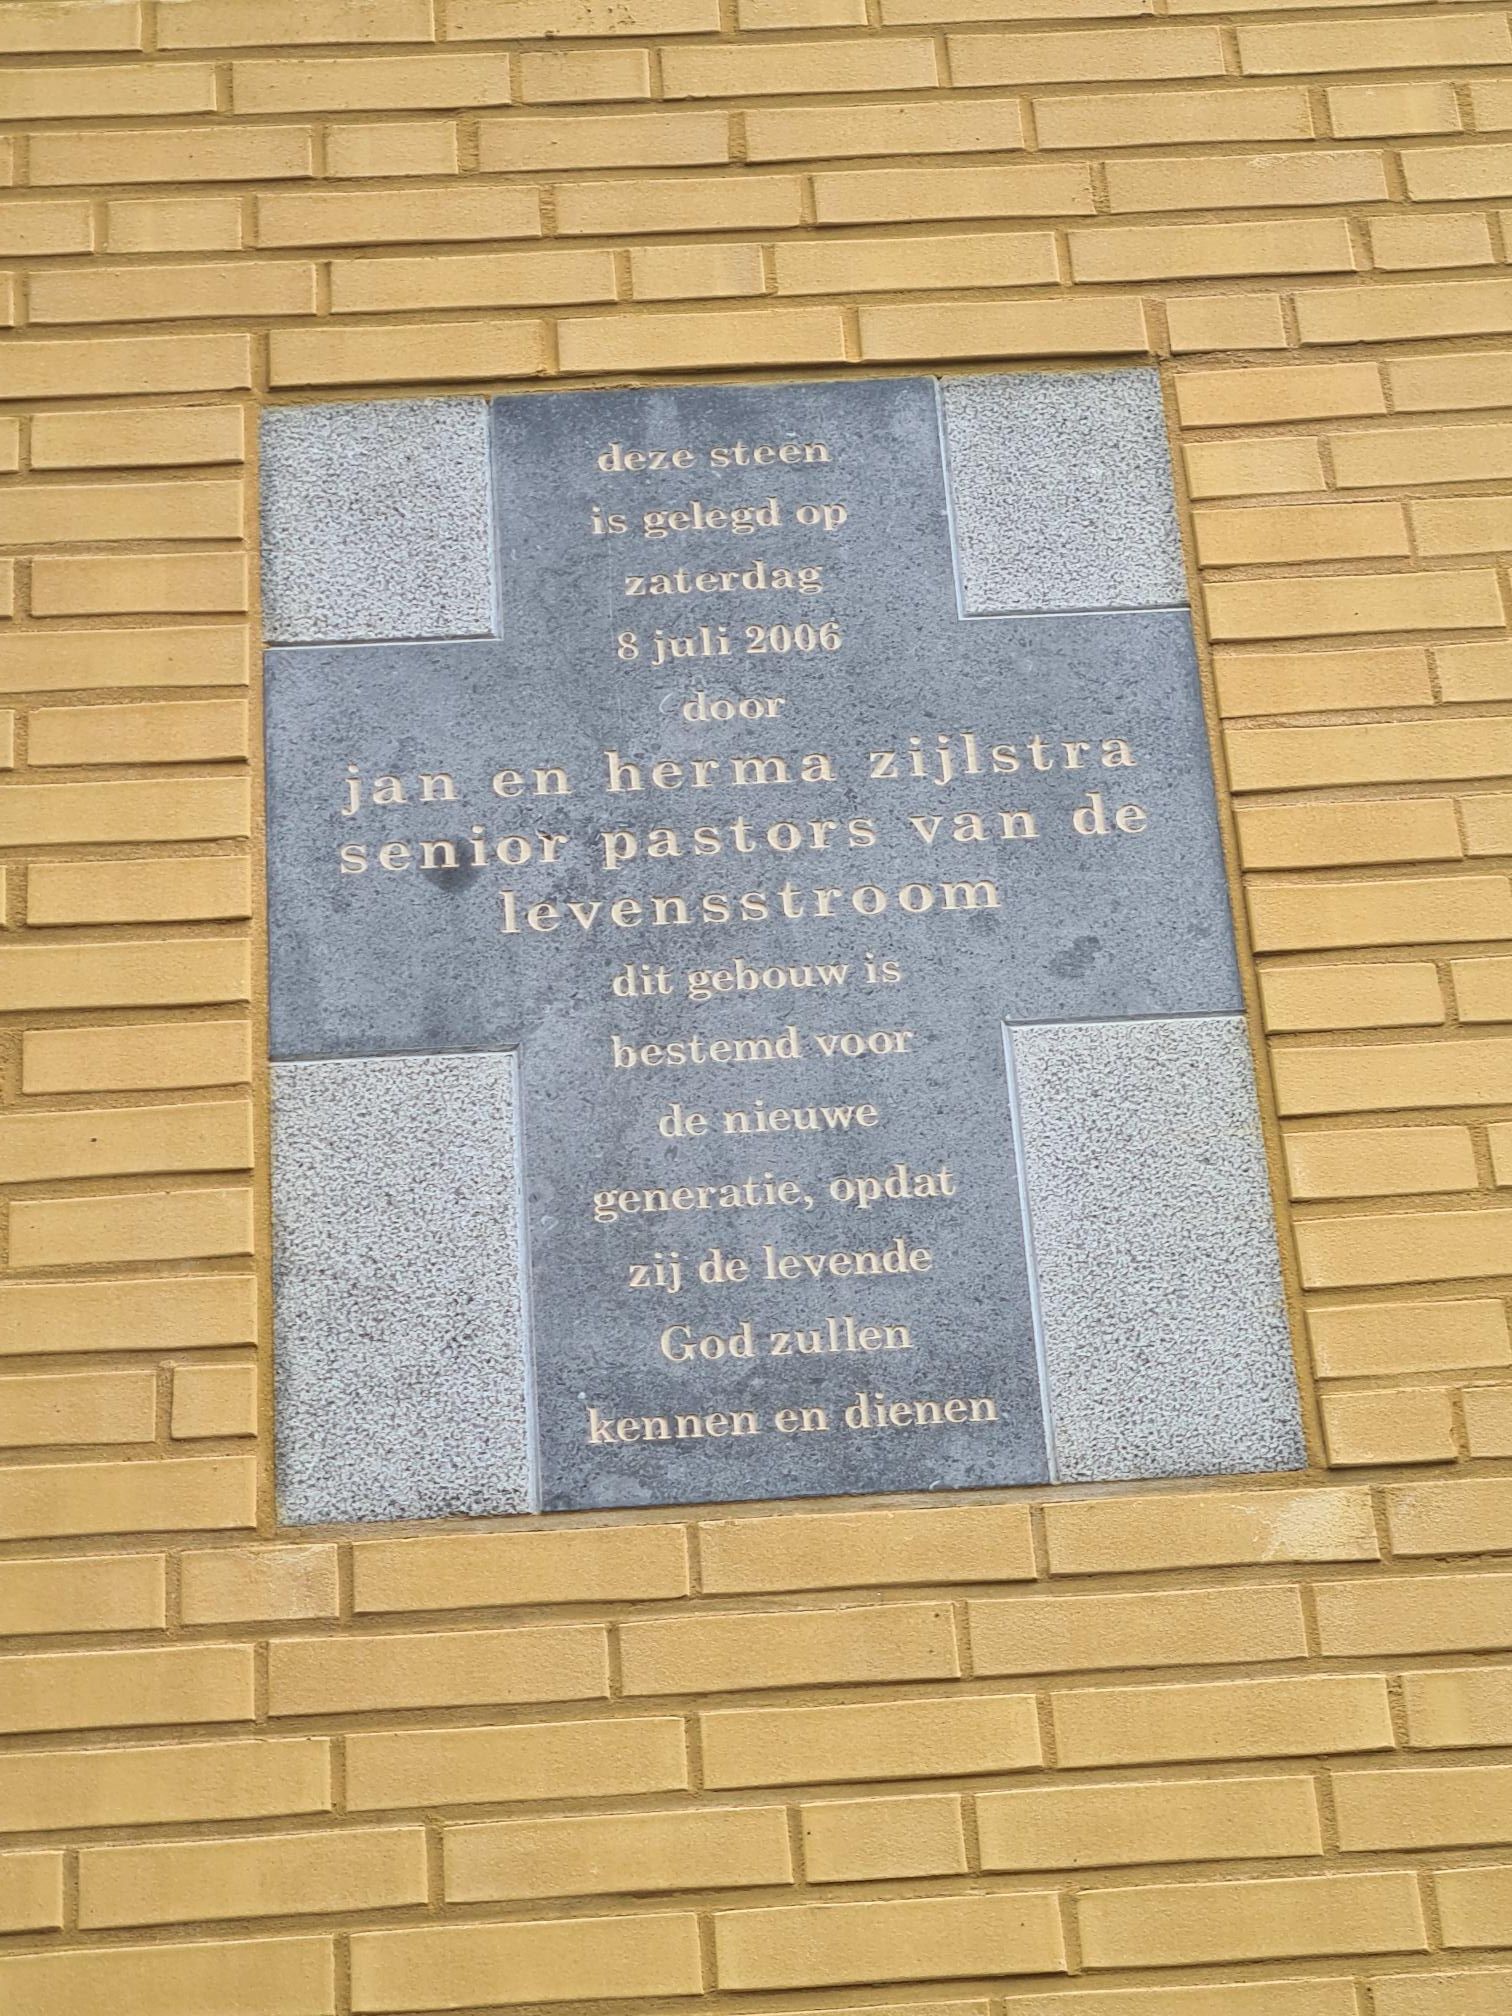 deze steen
is gelegd op
zaterdag
8 juli 2006
door
jan en herma zijlstra
senior pastors van de
levensstroom
dit gebouw is
bestemd voor
de nieuwe
generatie, opdat
zij de levende
God zullen
kennen en dienen